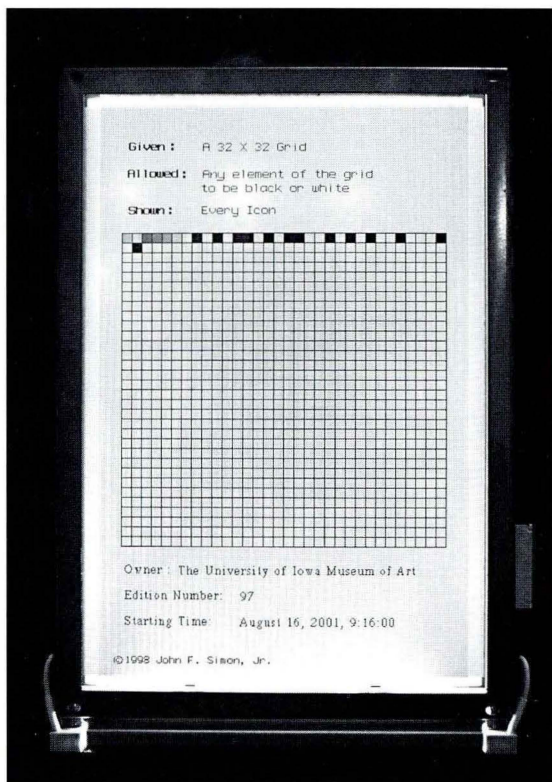 Given: A 32 X 32 Grid
Allowed: Any element of the grid
to be black or white
Shown: Every Icon
Owner: The University of Iowa Museum of Art
Edition Number: 97
Starting Time: August 16, 2001, 9:16:00
©1998 John F. Simon, Jr.